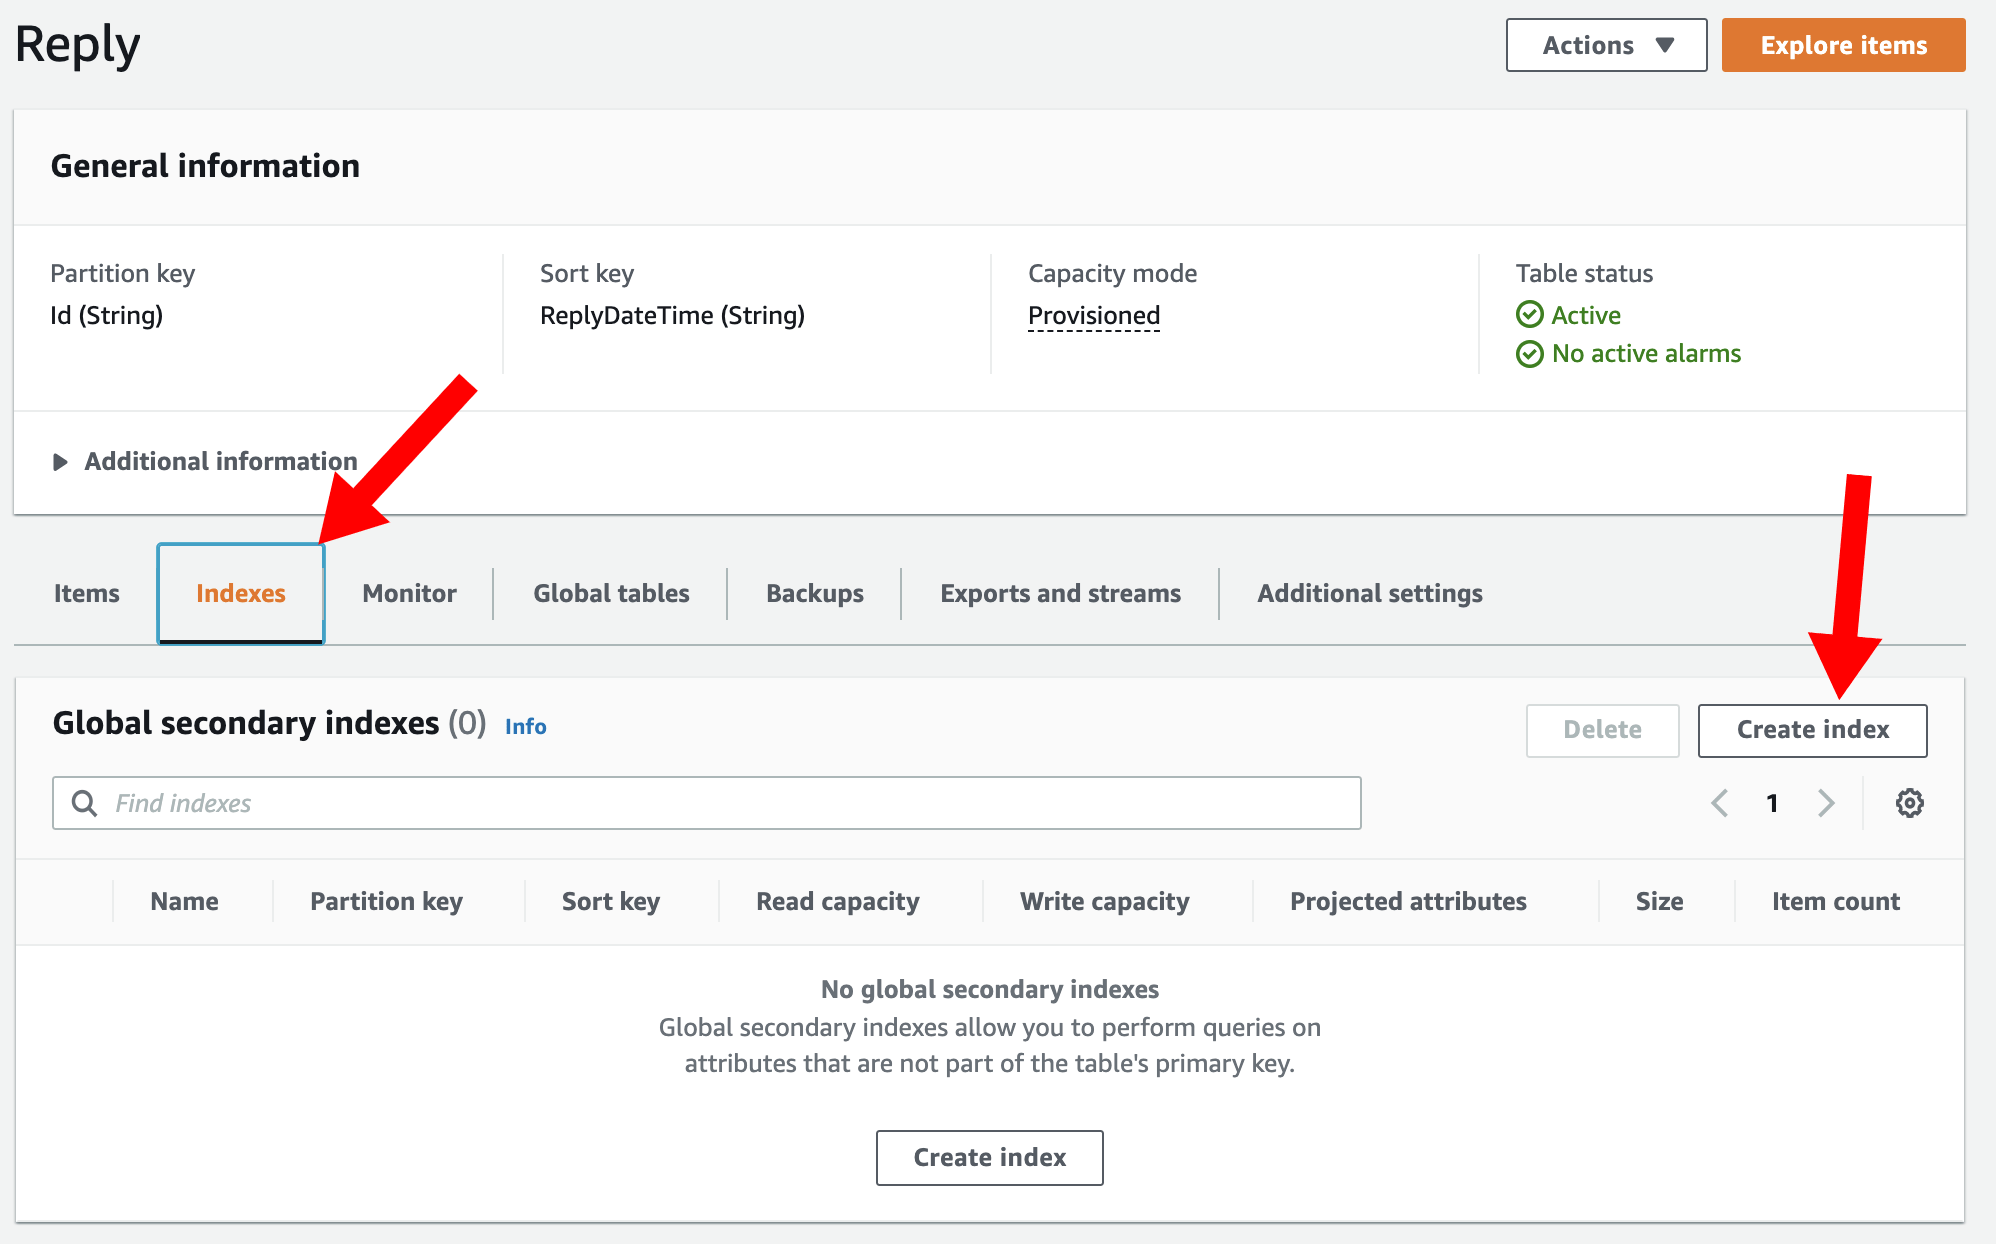 Reply
Actions
Explore items
General information
Partition key
Id (String)
Sort key
ReplyDateTime (String)
Capacity mode
Provisioned
Table status
Active
No active alarms
Additional information
Items
Indexes
Monitor
Global tables
Backups
Exports and streams
Additional settings
Global secondary indexes (0) Info
Delete
Create index
Find indexes
1
Name
Partition key
Sort key
Read capacity
Write capacity
Projected attributes
Size
Item count
No global secondary indexes
Global secondary indexes allow you to perform queries on
attributes that are not part of the table's primary key.
Create index